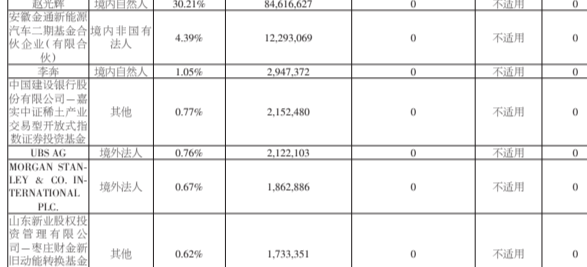 赵光辉 境内自然人 30.21% 84,616,627 0 不适用 0
安徽金通新能源
汽车二期基金合
伙企业(有限合
伙) 境内非国有
法人 4.39% 12,293,069 0 不适用 0
李奔 境内自然人 1.05% 2,947,372 0 不适用 0
中国建设银行股
份有限公司—嘉
实中证稀土产业
交易型开放式指
数证券投资基金 其他 0.77% 2,152,480 0 不适用 0
UBS AG 境外法人 0.76% 2,122,103 0 不适用 0
MORGAN STAN-
LEY & CO. IN-
TERNATIONAL
PLC. 境外法人 0.67% 1,862,886 0 不适用 0
山东新业股权投
资管理有限公
司—枣庄财金新
旧动能转换基金 其他 0.62% 1,733,351 0 不适用 0